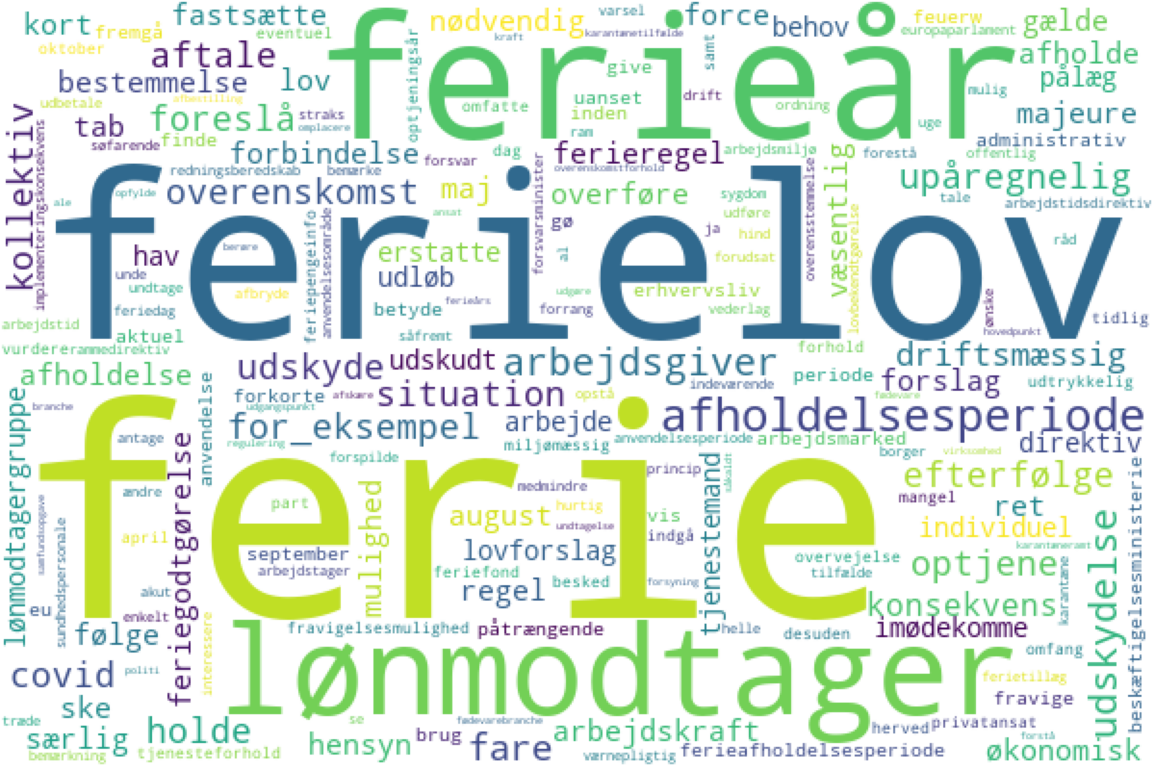 kort
fremgå
fastsætte
eventuel
oktober
aftale
bestemmelse
lov
ferieår
optjeningsår
nødvendig
varsel
kraft
karantænetilfælde
force
samt
behov
feuerw
europaparlament
gælde
afholde
pålæg
give
uanset
inden
omfatte
drift
ordning
mulig
majeure
uge
administrativ
kollektiv
udbetale
afbestilling
tab
søfarende
foreslå
finde
straks
omplacere
ram
arbejdsmiljø
forestå
offentlig
forbindelse
redningsberedskab
bemærke
forsvar
dag
ferieregel
overenskomstforhold
implementeringskonsekvens
opfylde
overenskomst
maj
ansat
forsvarsminister
overføre
gø
sygdom
udføre
hind
ja
overensstemmelse
væsentlig
lovbekendtgørelse
upåregnelig
tale
arbejdstidsdirektiv
ale
ferielov
hav
unde
undtage
feriedag
berøre
afbryde
feriepengeinfo
anvendelsesområde
erstatte
udløb
betyde
ferieårs
såfremt
al
udgøre
forrang
erhvervsliv
vederlag
forudsat
råd
ønske
hovedpunkt
tidlig
arbejdstid
aktuel
vurdere
rammedirektiv
afholdelse
udskyde
udskudt
arbejdsgiver
indeværende
forhold
periode
driftsmæssig
forslag
udtrykkelig
fødevare
branche
anvendelse
forkorte
udgangspunkt
afskære
situation
opstå
afholdelsesperiode
lønmodtagergruppe
for_eksempel
regulering
forspilde
arbejde
miljømæssig
anvendelsesperiode
arbejdsmarked
borger
virksomhed
direktiv
ferie
antage
ændre
april
akut
enkelt
samfundsopgave
sundhedspersonale
feriegodtgørelse
part
september
arbejdstager
mulighed
medmindre
august
hurtig
undtagelse
vis
indgå
princip
tjenestemand
såkaldt
efterfølge
mangel
ret
individuel
karantæneramt
karantæne
beskæftigelsesministerie
lovforslag
feriefond
besked
regel
forsyning
overvejelse
tilfælde
optjene
udskydelse
eu
følge
interessere
fravigelsesmulighed
påtrængende
helle
desuden
konsekvens
imødekomme
omfang
covid
politi
lønmodtager
ferietillæg
fravige
ske
træde
særlig
bemærkning
holde
tjenesteforhold
se
hensyn
brug
fødevarebranche
fare
arbejdskraft
værnepligtig
herved
privatansat
ferieafholdelsesperiode
forstå
økonomisk